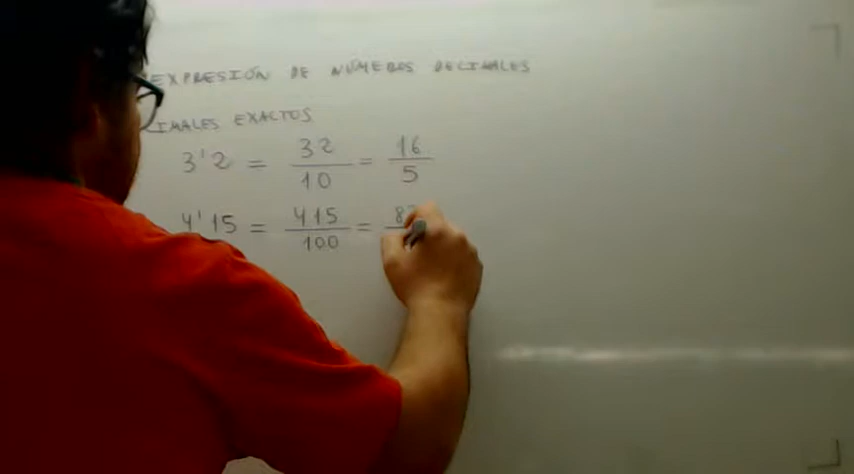 EXPRESIÓN DE NÚMEROS DECIMALES
EXACTOS
3'2 = 32/10 = 16/5
4'15 = 415/100 =